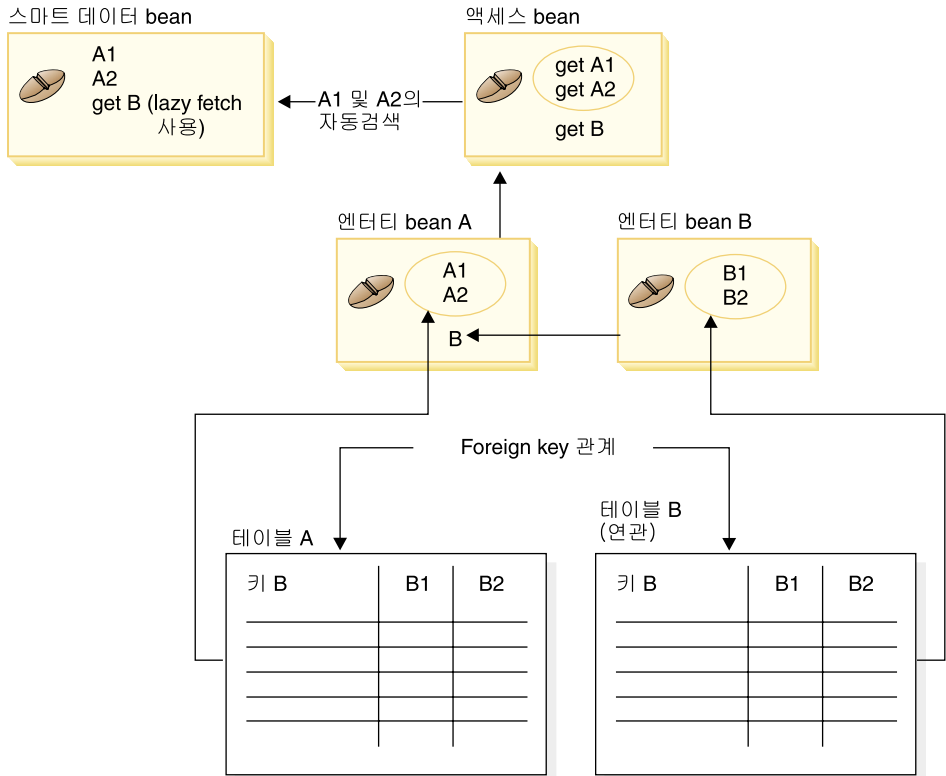 스마트 데이터 bean
A1
A2
get B (lazy fetch
사용)
A1 및 A2의
자동검색
액세스 bean
get A1
get A2
get B
엔터티 bean A
A1
A2
B
엔터티 bean B
B1
B2
Foreign key 관계
테이블 A
키 B B1 B2
테이블 B
(연관)
키 B B1 B2